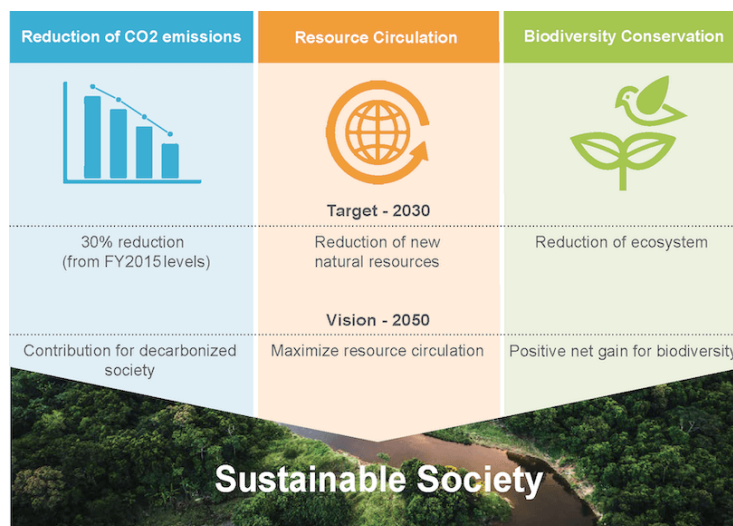 Reduction of CO2 emissions
Resource Circulation
Biodiversity Conservation
Target - 2030
30% reduction
(from FY2015 levels)
Reduction of new
natural resources
Reduction of ecosystem
Vision - 2050
Contribution for decarbonized
society
Maximize resource circulation
Positive net gain for biodiversity
Sustainable Society